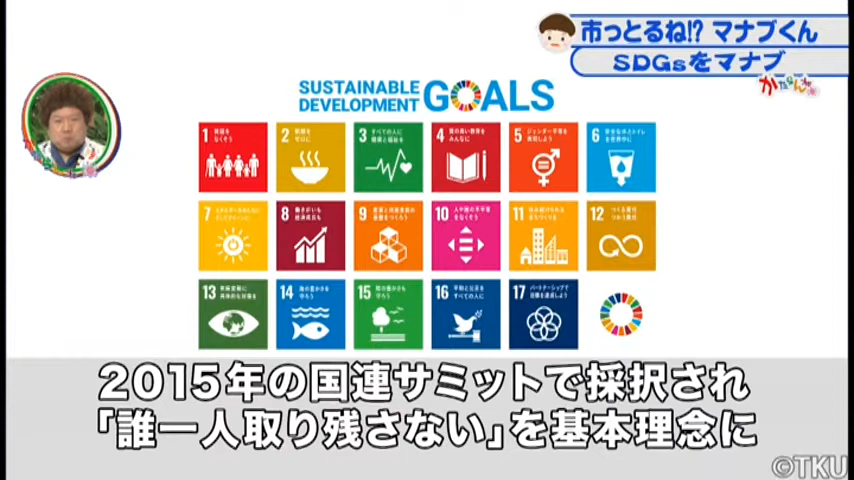 市っとるね!? マナブくん
SDGsをマナブ
かたらんね
SUSTAINABLE
DEVELOPMENT
GOALS
1 貧困を
なくそう
2 飢餓を
ゼロに
3 すべての人に
健康と福祉を
4 質の高い教育を
みんなに
5 ジェンダー平等を
実現しよう
6 安全な水とトイレ
を世界中に
7 エネルギーをみんなに
そしてクリーンに
8 働きがいも
経済成長も
9 産業と技術革新の
基盤をつくろう
10 人や国の不平等
をなくそう
11 住み続けられる
まちづくりを
12 つくる責任
つかう責任
13 気候変動に
具体的な対策を
14 海の豊かさを
守ろう
15 陸の豊かさも
守ろう
16 平和と公正を
すべての人に
17 パートナーシップで
目標を達成しよう
2015年の国連サミットで採択され
「誰一人取り残さない」を基本理念に
©TKU